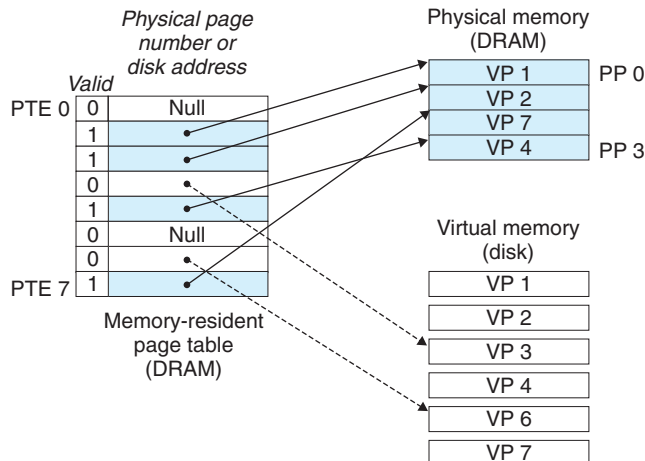 Physical page
number or
disk address
Valid
PTE 0 0 Null
1
1
0
1
0 Null
0
PTE 7 1
Memory-resident
page table
(DRAM)
Physical memory
(DRAM)
VP 1 PP 0
VP 2
VP 7
VP 4 PP 3
Virtual memory
(disk)
VP 1
VP 2
VP 3
VP 4
VP 6
VP 7